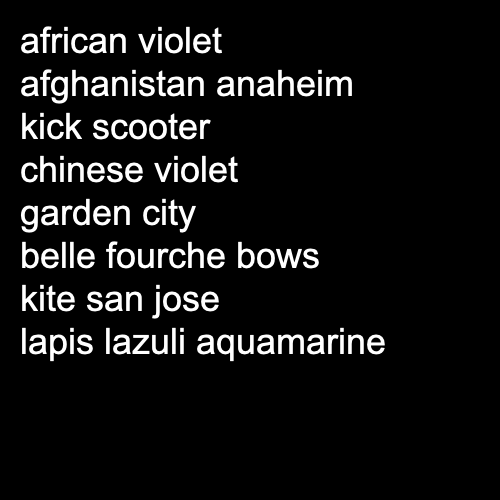 african violet
afghanistan anaheim
kick scooter
chinese violet
garden city
belle fourche bows
kite san jose
lapis lazuli aquamarine